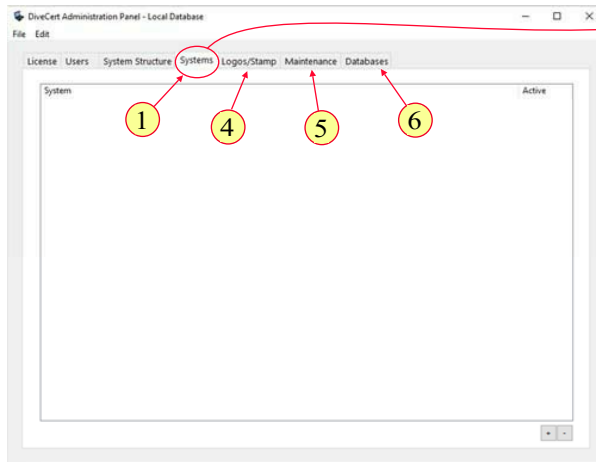 DiveCert Administration Panel - Local Database
File Edit
License Users System Structure Systems Logos/Stamp Maintenance Databases
System Active
1 4 5 6
+ -